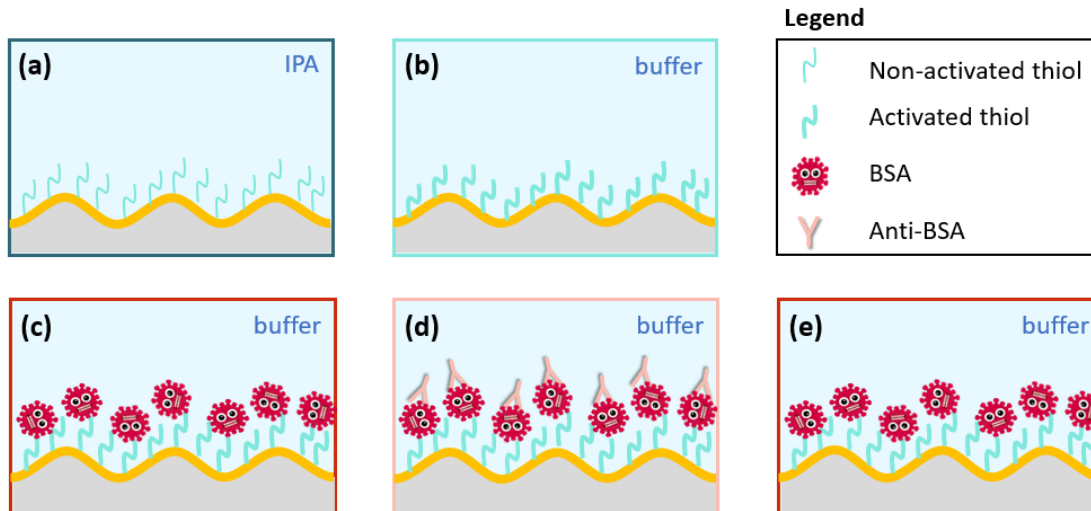 (a)
IPA
(b)
buffer
Legend
Non-activated thiol
Activated thiol
BSA
Anti-BSA
(c)
buffer
(d)
buffer
(e)
buffer